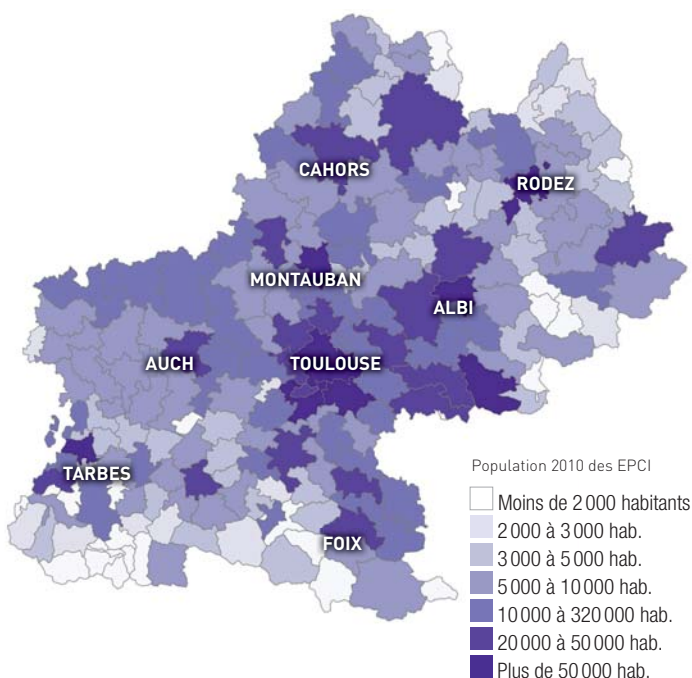 CAHORS
RODEZ
MONTAUBAN
ALBI
AUCH
TOULOUSE
TARBES
FOIX
Population 2010 des EPCI
Moins de 2 000 habitants
2 000 à 3 000 hab.
3 000 à 5 000 hab.
5 000 à 10 000 hab.
10 000 à 320 000 hab.
20 000 à 50 000 hab.
Plus de 50 000 hab.